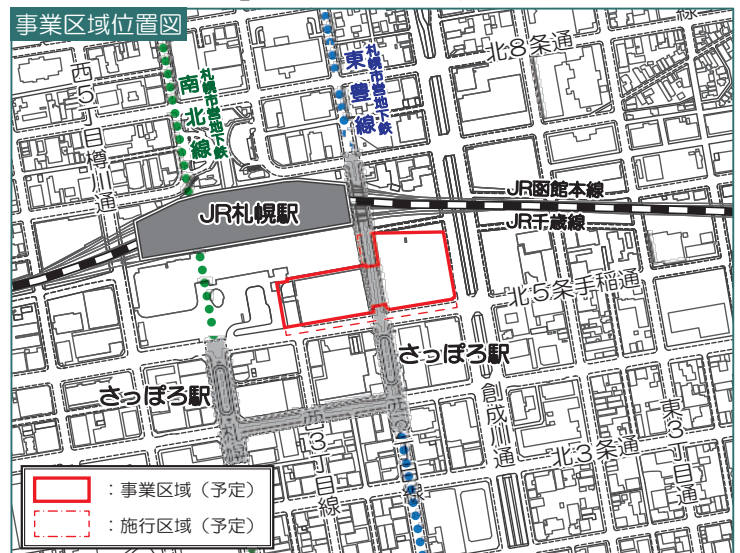 事業区域位置図
西5丁目樽川通
南北線
札幌市営地下鉄
東豊線
札幌市営地下鉄
北8条通
線
JR函館本線
JR千歳線
JR札幌駅
北5条手稲通
さっぽろ駅
さっぽろ駅
創成川通
西3丁目線
北3条通
東3丁目通
：事業区域（予定）
：施行区域（予定）